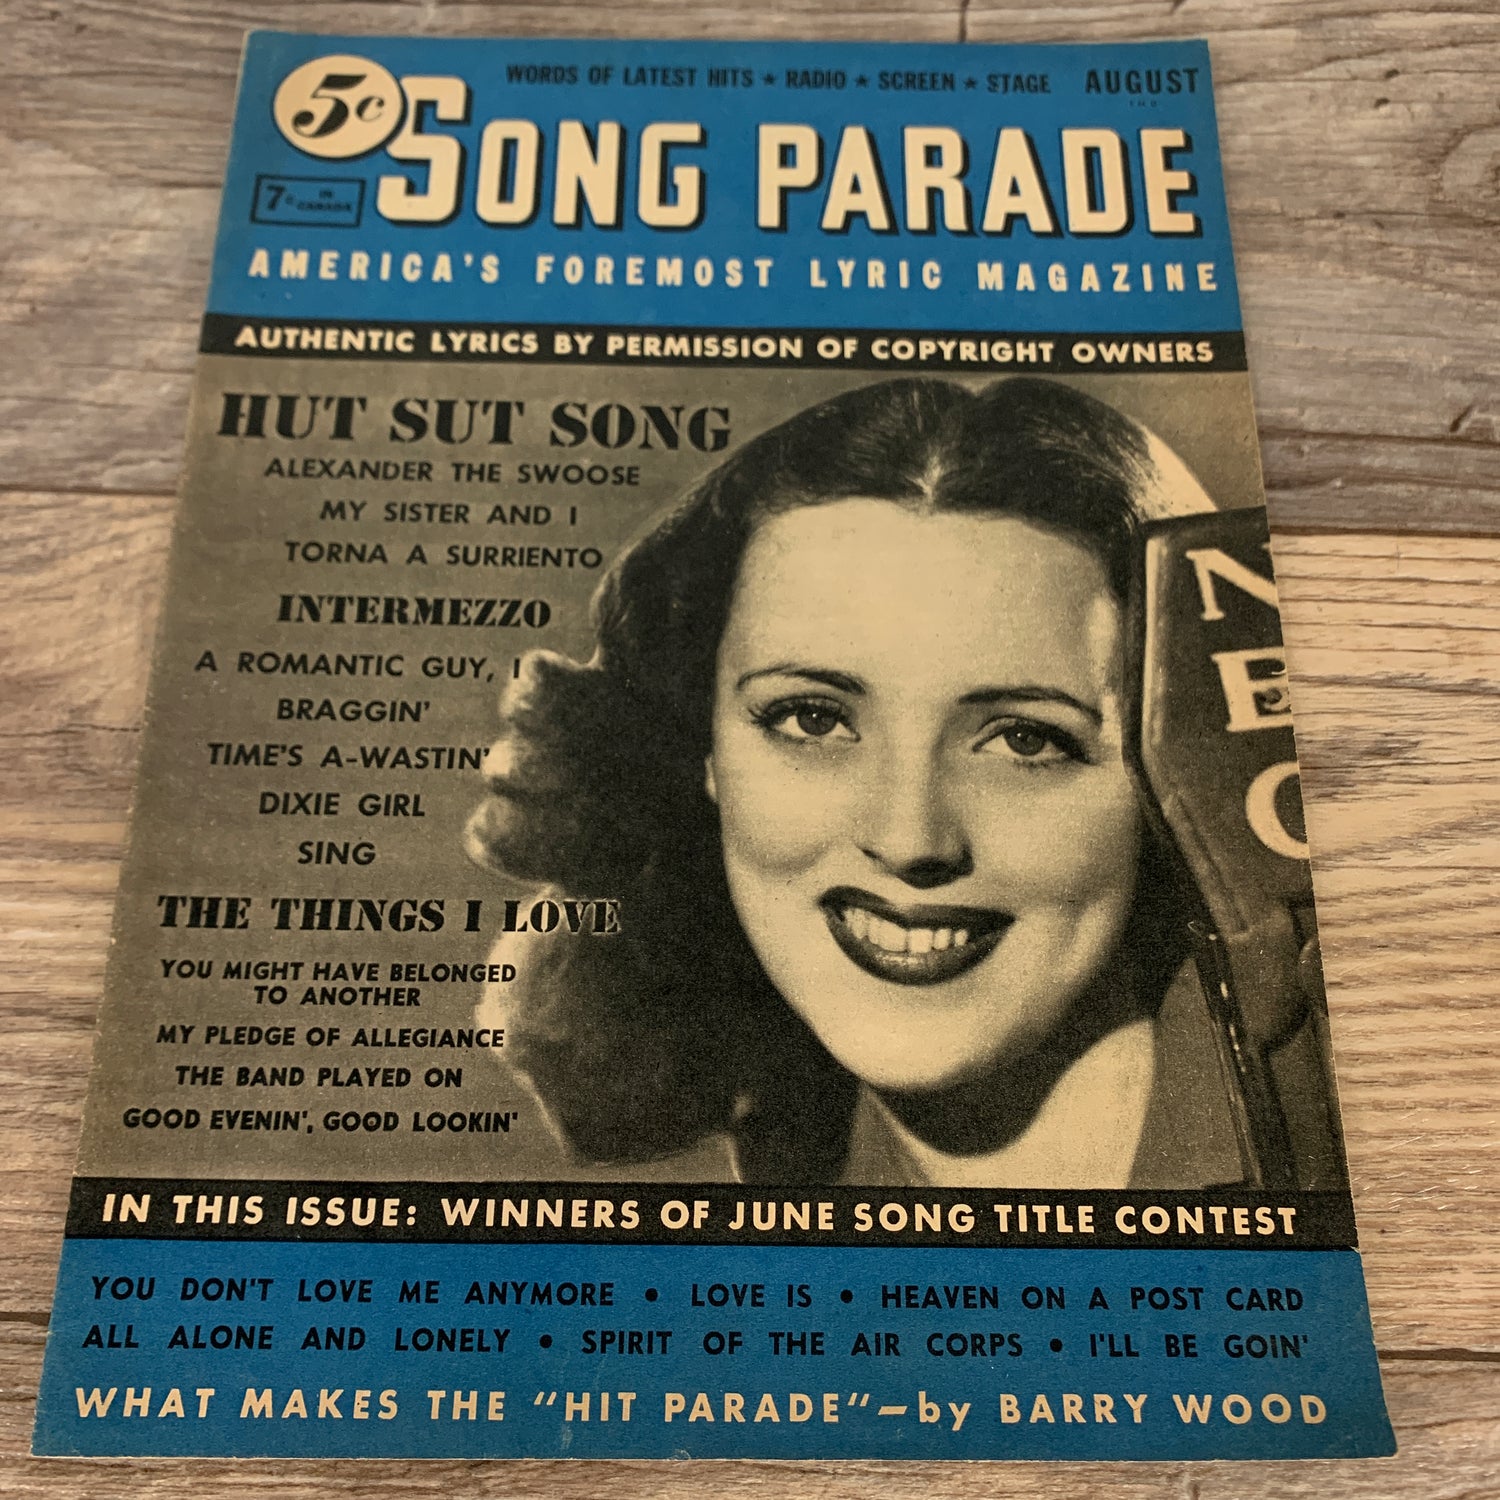 5c
WORDS OF LATEST HITS ★ RADIO ★ SCREEN ★ STAGE AUGUST
SONG PARADE
7c IN CANADA
AMERICA'S FOREMOST LYRIC MAGAZINE
AUTHENTIC LYRICS BY PERMISSION OF COPYRIGHT OWNERS
HUT SUT SONG
ALEXANDER THE SWOOSE
MY SISTER AND I
TORNA A SURRIENTO
INTERMEZZO
A ROMANTIC GUY, I
BRAGGIN'
TIME'S A-WASTIN'
DIXIE GIRL
SING
THE THINGS I LOVE
YOU MIGHT HAVE BELONGED
TO ANOTHER
MY PLEDGE OF ALLEGIANCE
THE BAND PLAYED ON
GOOD EVENIN', GOOD LOOKIN'
N
E
C
IN THIS ISSUE: WINNERS OF JUNE SONG TITLE CONTEST
YOU DON'T LOVE ME ANYMORE • LOVE IS • HEAVEN ON A POST CARD
ALL ALONE AND LONELY • SPIRIT OF THE AIR CORPS • I'LL BE GOIN'
WHAT MAKES THE "HIT PARADE"—by BARRY WOOD